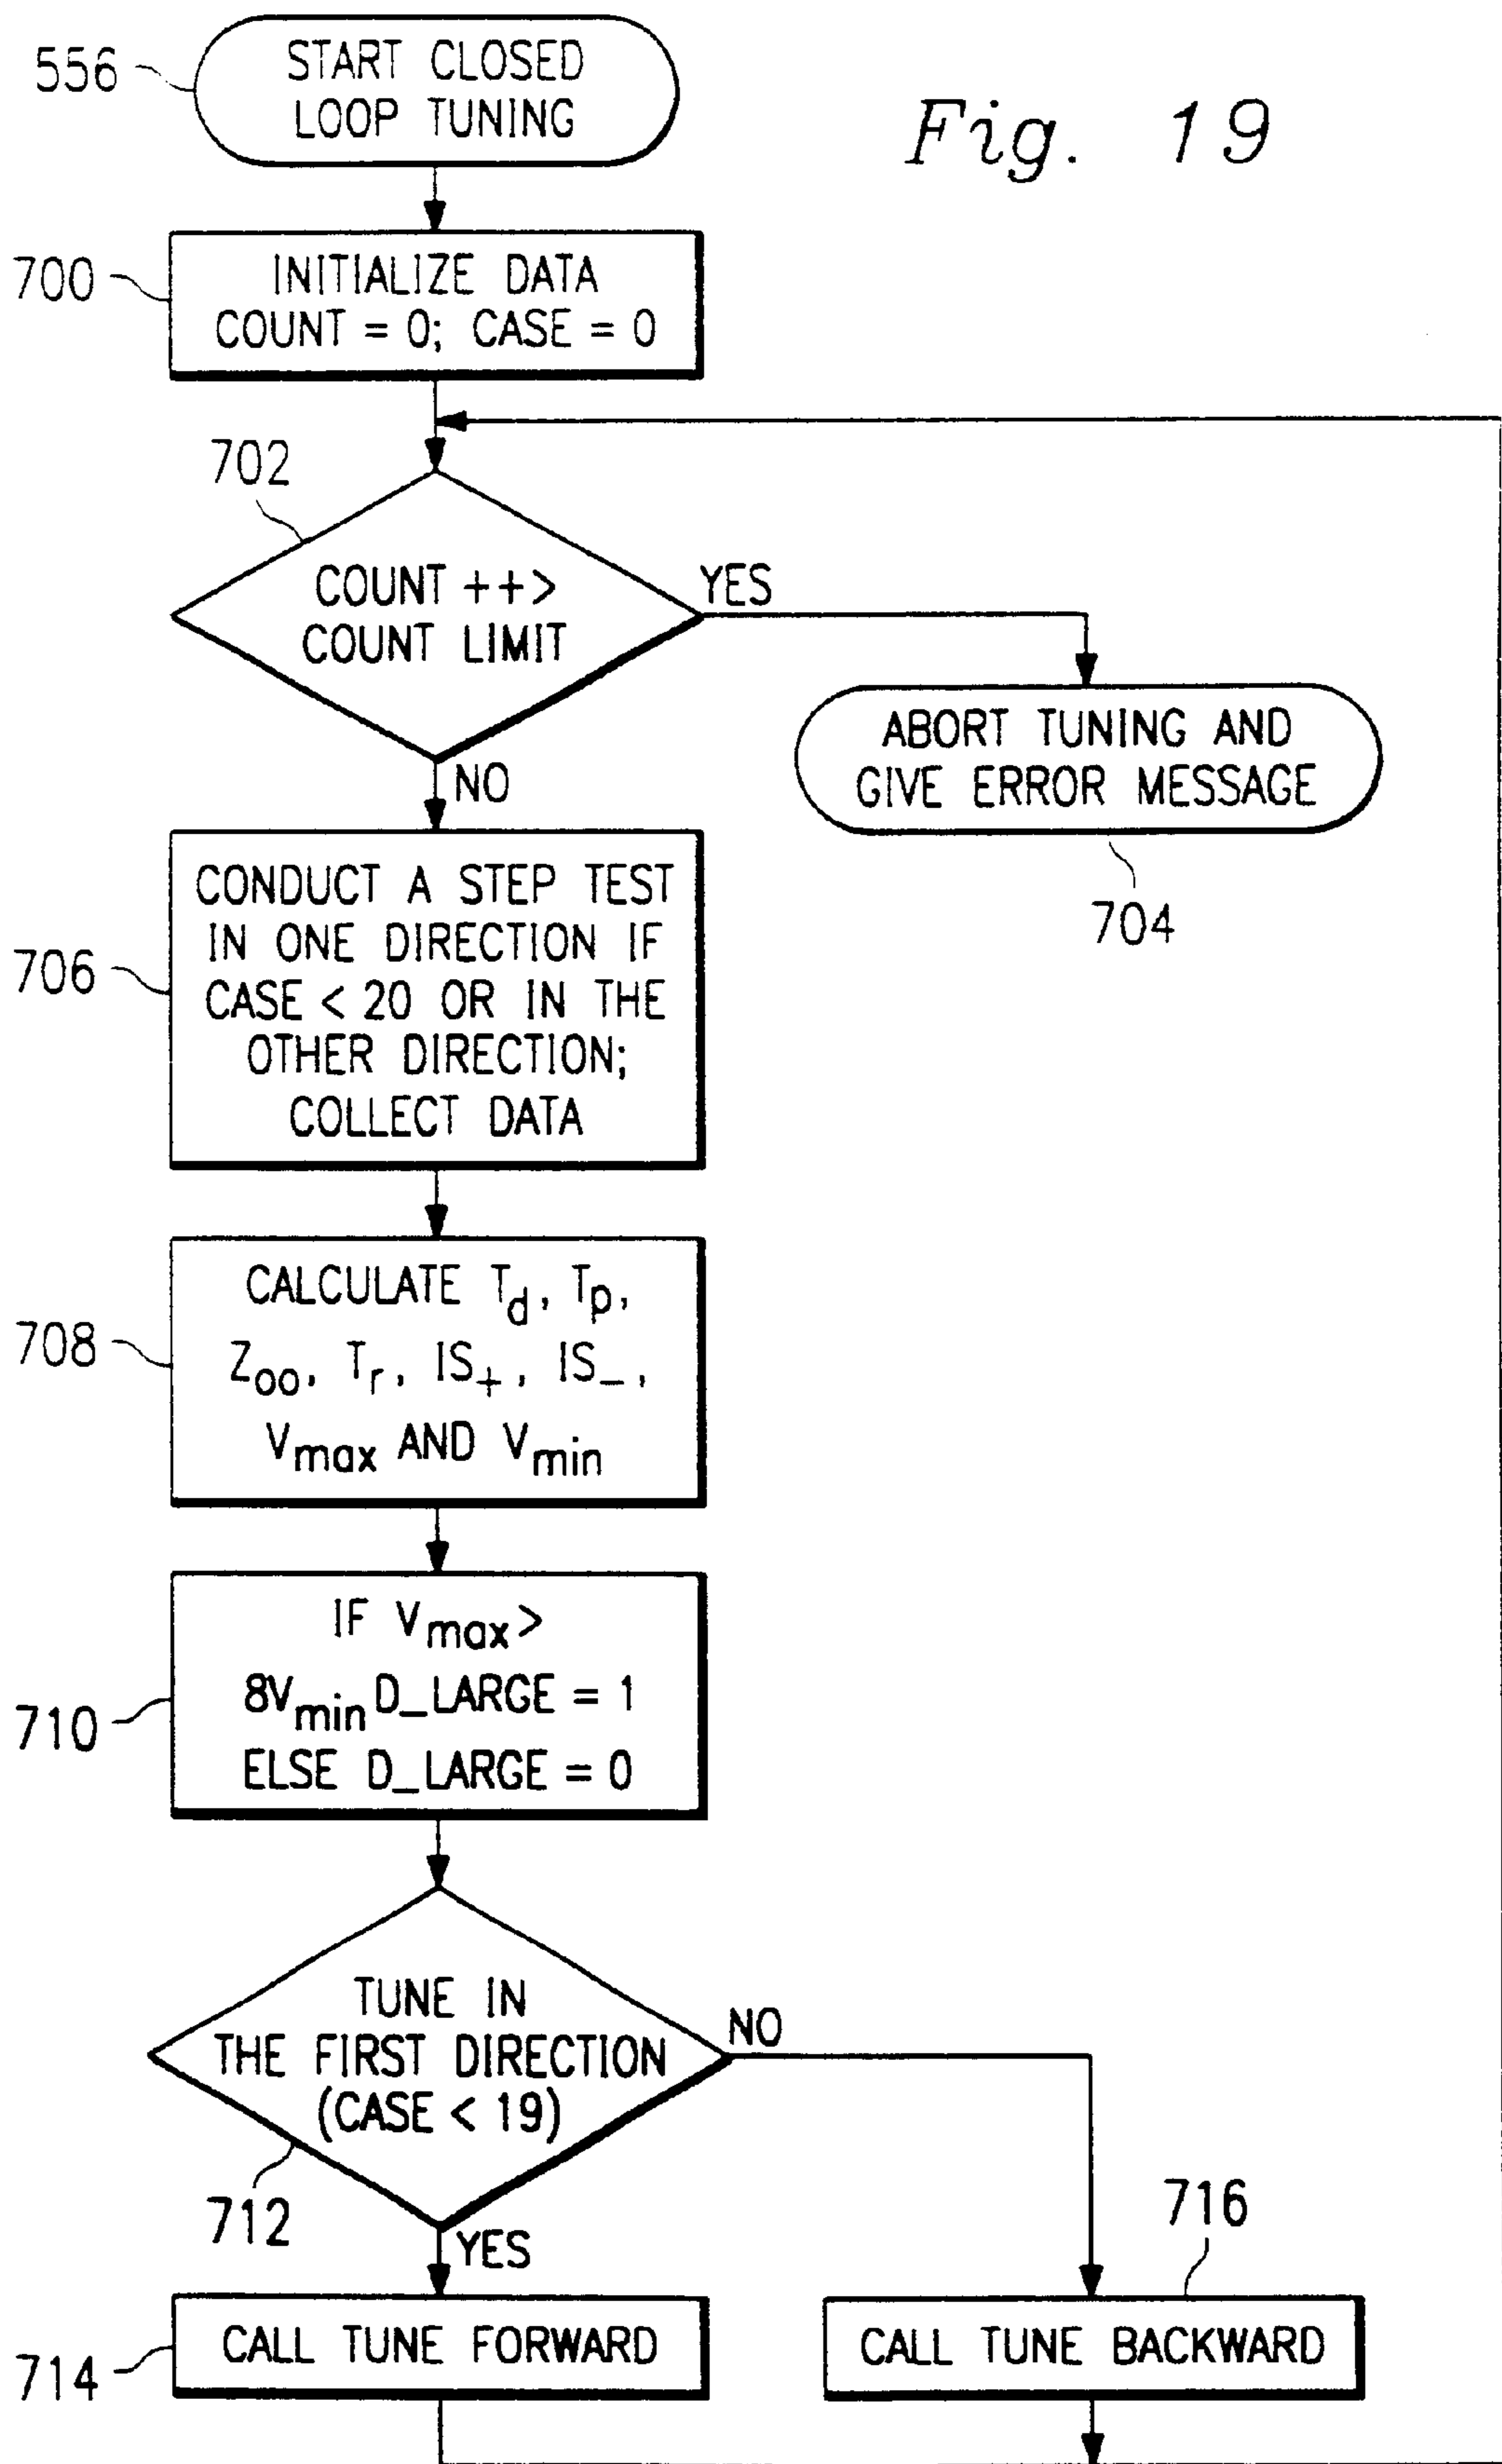 Fig. 19
556
START CLOSED
LOOP TUNING
700
INITIALIZE DATA
COUNT = 0; CASE = 0
702
COUNT ++>
COUNT LIMIT
YES
NO
ABORT TUNING AND
GIVE ERROR MESSAGE
704
706
CONDUCT A STEP TEST
IN ONE DIRECTION IF
CASE < 20 OR IN THE
OTHER DIRECTION;
COLLECT DATA
708
CALCULATE Td, Tp,
Zoo, Tr, IS+, IS−,
Vmax AND Vmin
710
IF Vmax>
8Vmin D_LARGE = 1
ELSE D_LARGE = 0
TUNE IN
THE FIRST DIRECTION
(CASE < 19)
NO
712
YES
716
714
CALL TUNE FORWARD
CALL TUNE BACKWARD